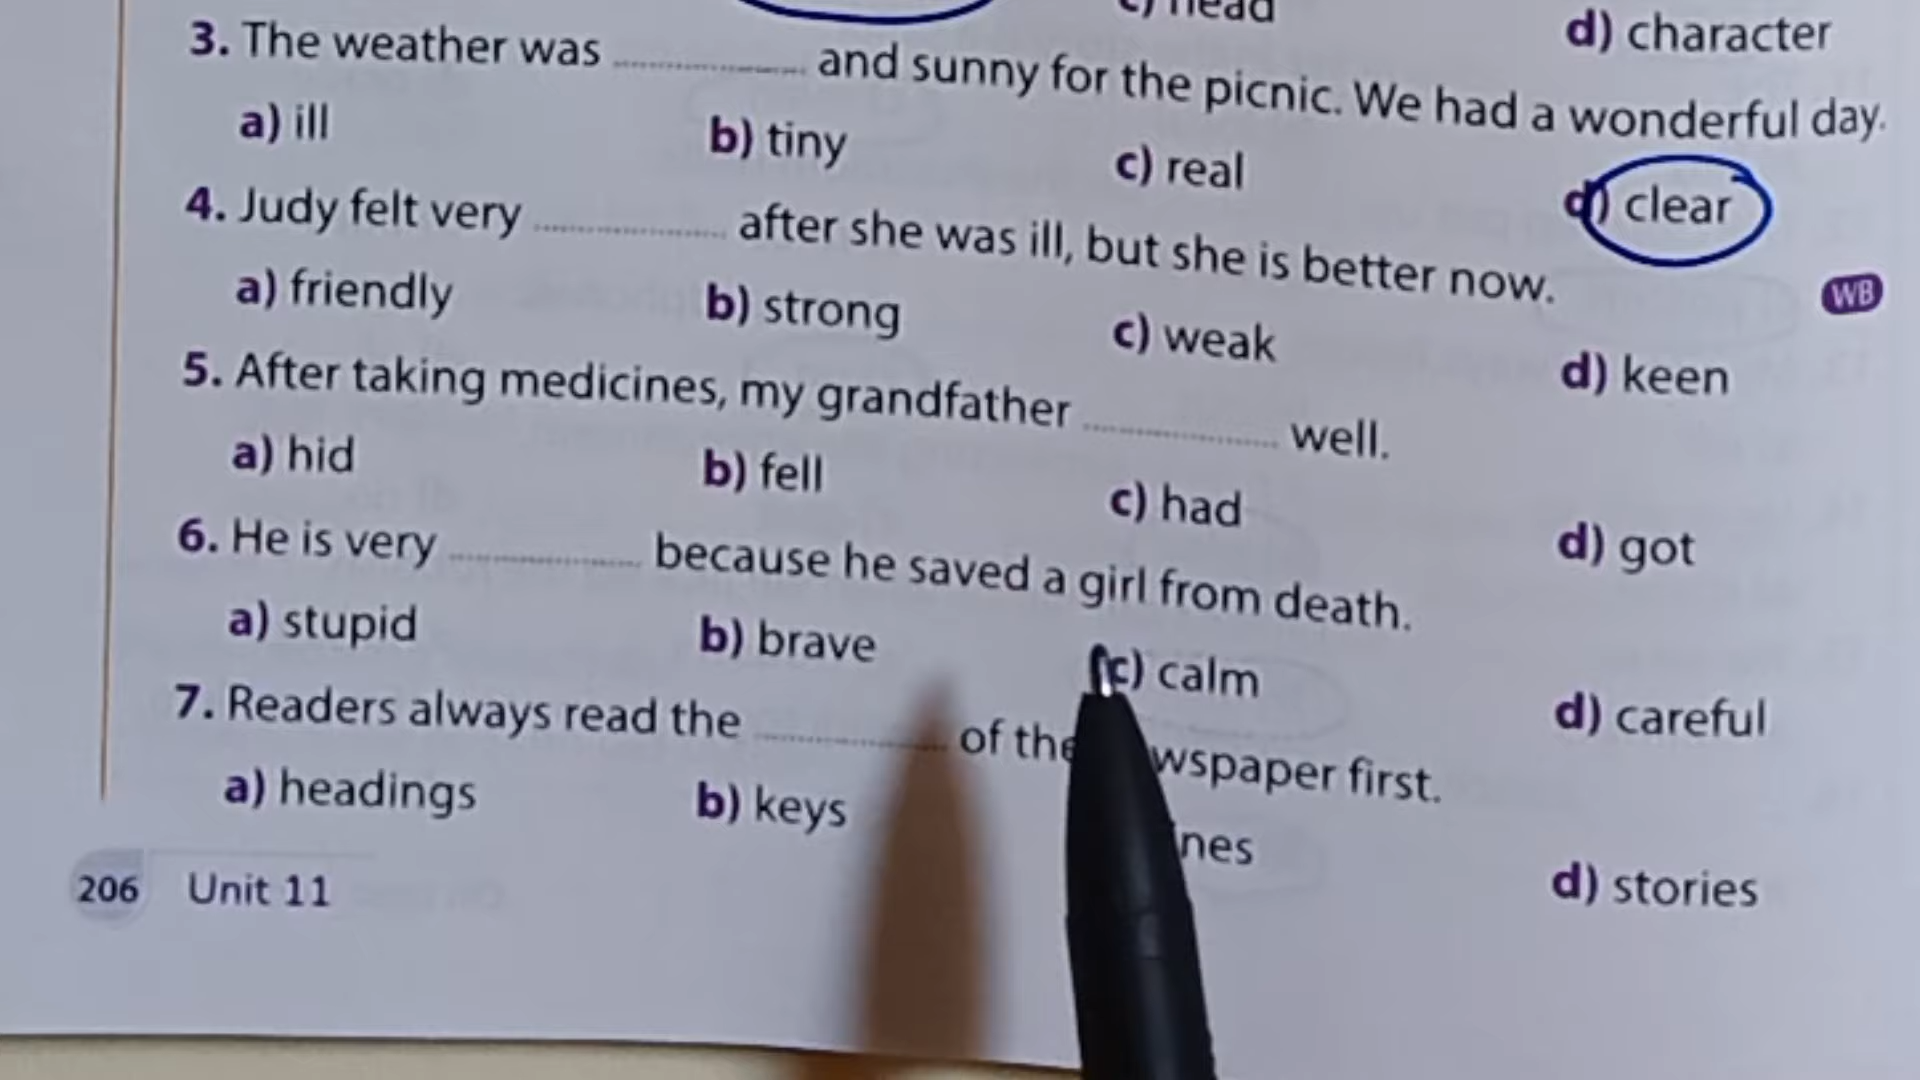 c) head d) character
3. The weather was ............ and sunny for the picnic. We had a wonderful day.
a) ill b) tiny c) real d) clear
4. Judy felt very ............ after she was ill, but she is better now.
WB
a) friendly b) strong c) weak d) keen
5. After taking medicines, my grandfather ............ well.
a) hid b) fell c) had d) got
6. He is very ............ because he saved a girl from death.
a) stupid b) brave c) calm d) careful
7. Readers always read the ............ of the wspaper first.
a) headings b) keys nes d) stories
206 Unit 11